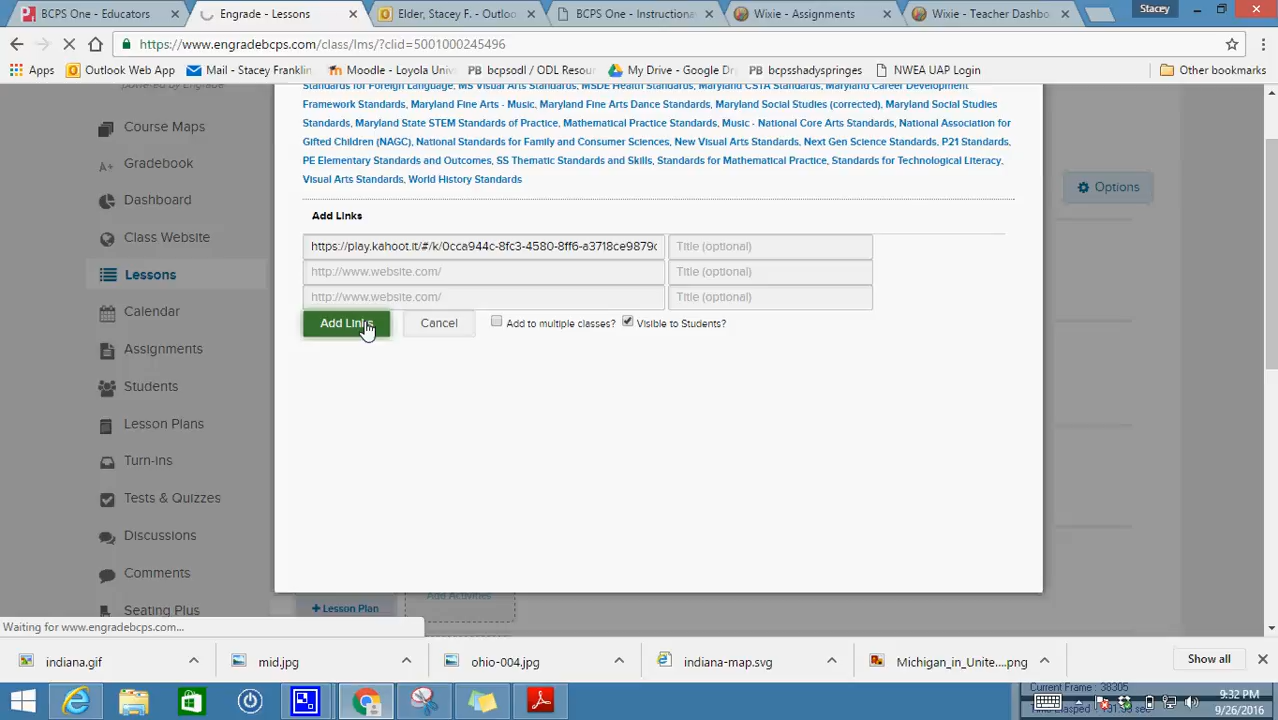 BCPS One - Educators
Engrade - Lessons
Elder, Stacey F. - Outloo
BCPS One - Instructiona
Wixie - Assignments
Wixie - Teacher Dashbo
Stacey
https://www.engradebcps.com/class/lms/?clid=5001000245496
Apps
Outlook Web App
Mail - Stacey Franklin
Moodle - Loyola Univ
bcpsodl / ODL Resour
My Drive - Google Dr
bcpsshadyspringes
NWEA UAP Login
Other bookmarks
powered by Engrade
Standards for Foreign Language, MS Visual Arts Standards, MSDE Health Standards, Maryland CSTA Standards, Maryland Career Development
Framework Standards, Maryland Fine Arts - Music, Maryland Fine Arts Dance Standards, Maryland Social Studies (corrected), Maryland Social Studies
Standards, Maryland State STEM Standards of Practice, Mathematical Practice Standards, Music - National Core Arts Standards, National Association for
Gifted Children (NAGC), National Standards for Family and Consumer Sciences, New Visual Arts Standards, Next Gen Science Standards, P21 Standards,
PE Elementary Standards and Outcomes, SS Thematic Standards and Skills, Standards for Mathematical Practice, Standards for Technological Literacy,
Visual Arts Standards, World History Standards
Course Maps
Gradebook
Dashboard
Class Website
Lessons
Calendar
Assignments
Students
Lesson Plans
Turn-ins
Tests & Quizzes
Discussions
Comments
Seating Plus
Options
Add Links
https://play.kahoot.it/#/k/0cca944c-8fc3-4580-8ff6-a3718ce9879c
Title (optional)
http://www.website.com/
Title (optional)
http://www.website.com/
Title (optional)
Add Links
Cancel
Add to multiple classes?
Visible to Students?
+ Lesson Plan
Add Activities
Waiting for www.engradebcps.com...
indiana.gif
mid.jpg
ohio-004.jpg
indiana-map.svg
Michigan_in_Unite....png
Show all
Current Frame : 38305
9:32 PM
9/26/2016